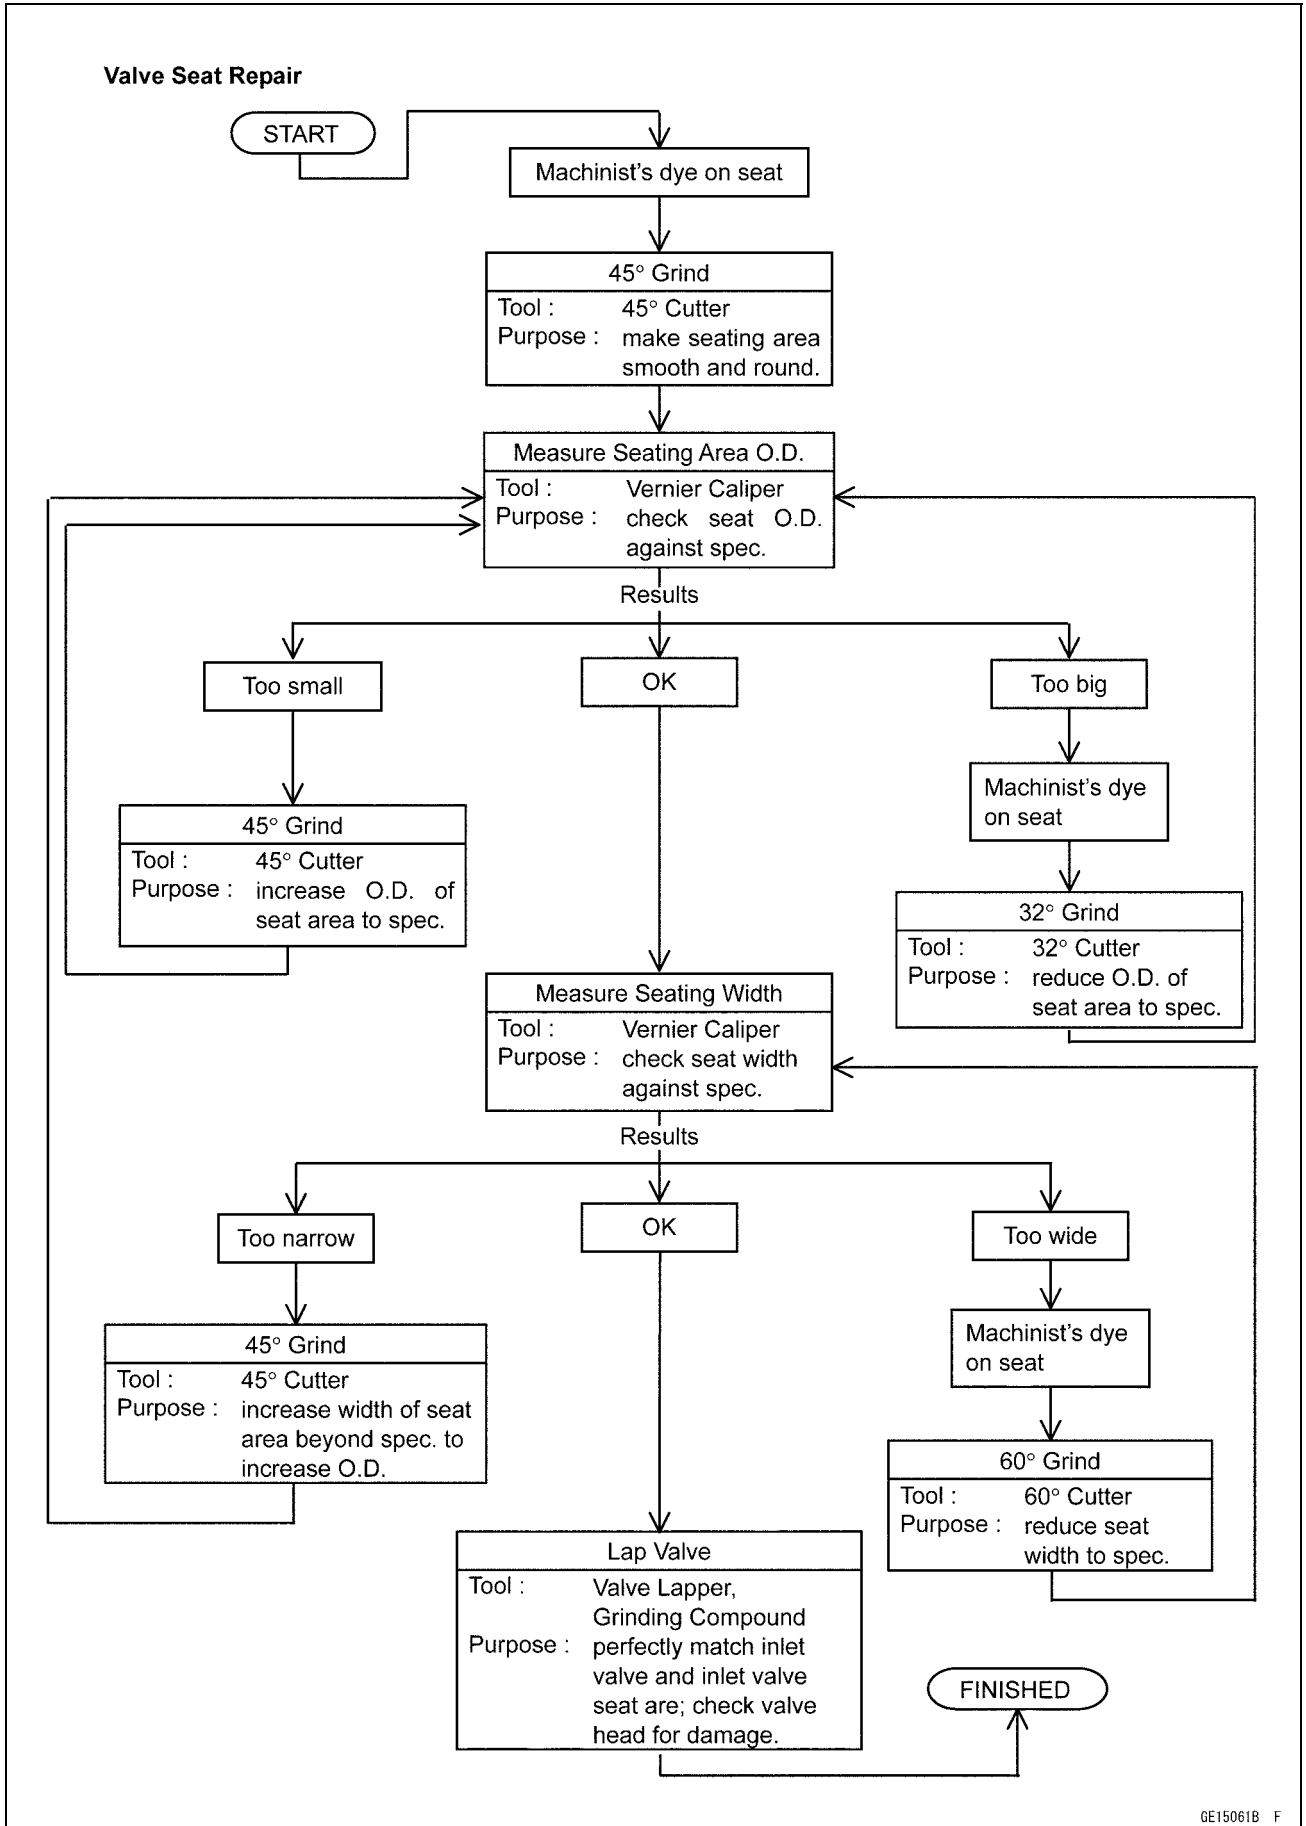 Valve Seat Repair
START
Machinist's dye on seat
45° Grind
Tool : 45° Cutter
Purpose : make seating area
smooth and round.
Measure Seating Area O.D.
Tool : Vernier Caliper
Purpose : check seat O.D.
against spec.
Results
Too small
OK
Too big
Machinist's dye
on seat
45° Grind
Tool : 45° Cutter
Purpose : increase O.D. of
seat area to spec.
32° Grind
Tool : 32° Cutter
Purpose : reduce O.D. of
seat area to spec.
Measure Seating Width
Tool : Vernier Caliper
Purpose : check seat width
against spec.
Results
Too narrow
OK
Too wide
Machinist's dye
on seat
45° Grind
Tool : 45° Cutter
Purpose : increase width of seat
area beyond spec. to
increase O.D.
60° Grind
Tool : 60° Cutter
Purpose : reduce seat
width to spec.
Lap Valve
Tool : Valve Lapper,
Grinding Compound
Purpose : perfectly match inlet
valve and inlet valve
seat are; check valve
head for damage.
FINISHED
GE15061B F